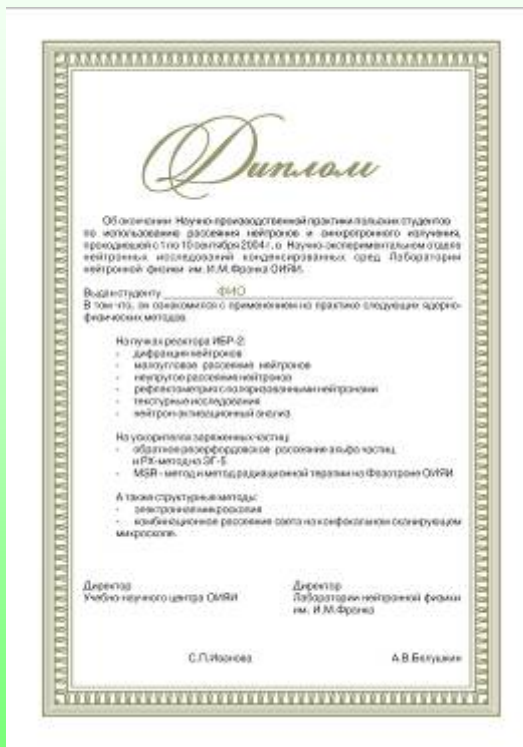 Диплом
Об окончании Научно-производственной практики польских студентов
по использованию рассеяния нейтронов и синхротронного излучения,
проходившей с 1 по 10 сентября 2004 г., в Научно-экспериментальном отделе
нейтронных исследований конденсированных сред Лаборатории
нейтронной физики им. И.М.Франка ОИЯИ.
Выдан студенту ФИО
В том что, он ознакомился с применением на практике следующих ядерно-
физических методов:
На пучках реактора ИБР-2:
- дифракция нейтронов
- малоугловое рассеяние нейтронов
- неупругое рассеяние нейтронов
- рефлектометрия с поляризованными нейтронами
- текстурные исследования
- нейтрон-активационный анализ
На ускорителях заряженных частиц:
- обратное резерфордовское рассеяние альфа частиц
и РХ-метод на ЭГ-5
- МSR - метод и метод радиационной терапии на Фазотроне ОИЯИ
А также структурные методы:
- электронная микроскопия
- комбинационное рассеяние света на конфокальном сканирующем
микроскопе.
Директор
Учебно-научного центра ОИЯИ
С.П.Иванова
Директор
Лаборатории нейтронной физики
им. И.М.Франка
А.В.Белушкин